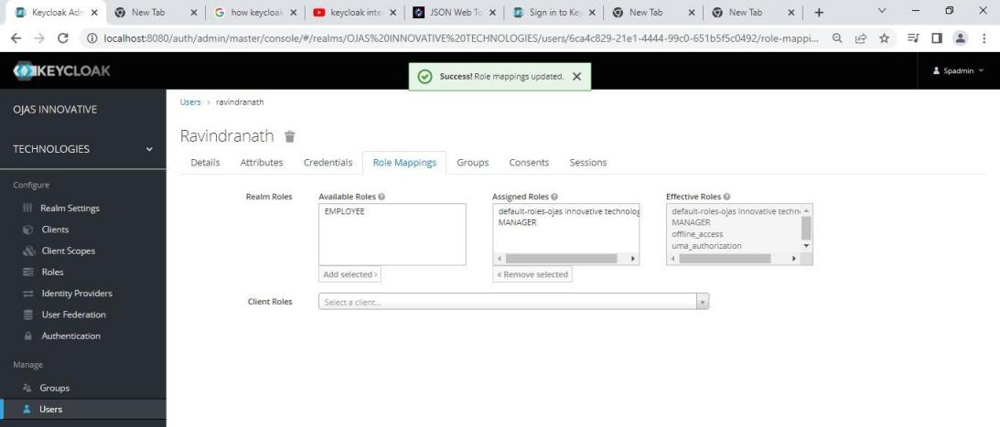 Keycloak Adm
New Tab
how keycloak
keycloak inte
JSON Web To
Sign in to Key
New Tab
New Tab
localhost:8080/auth/admin/master/console/#/realms/OJAS%20INNOVATIVE%20TECHNOLOGIES/users/6ca4c829-21e1-4444-99c0-651b5f5c0492/role-mappi...
KEYCLOAK
Success! Role mappings updated.
Spadmin
OJAS INNOVATIVE
TECHNOLOGIES
Users > ravindranath
Ravindranath
Details Attributes Credentials Role Mappings Groups Consents Sessions
Configure
Realm Settings
Clients
Client Scopes
Roles
Identity Providers
User Federation
Authentication
Manage
Groups
Users
Realm Roles
Available Roles
EMPLOYEE
Add selected >
Assigned Roles
default-roles-ojas innovative technolog
MANAGER
« Remove selected
Effective Roles
default-roles-ojas innovative techn
MANAGER
offline_access
uma_authorization
Client Roles
Select a client...